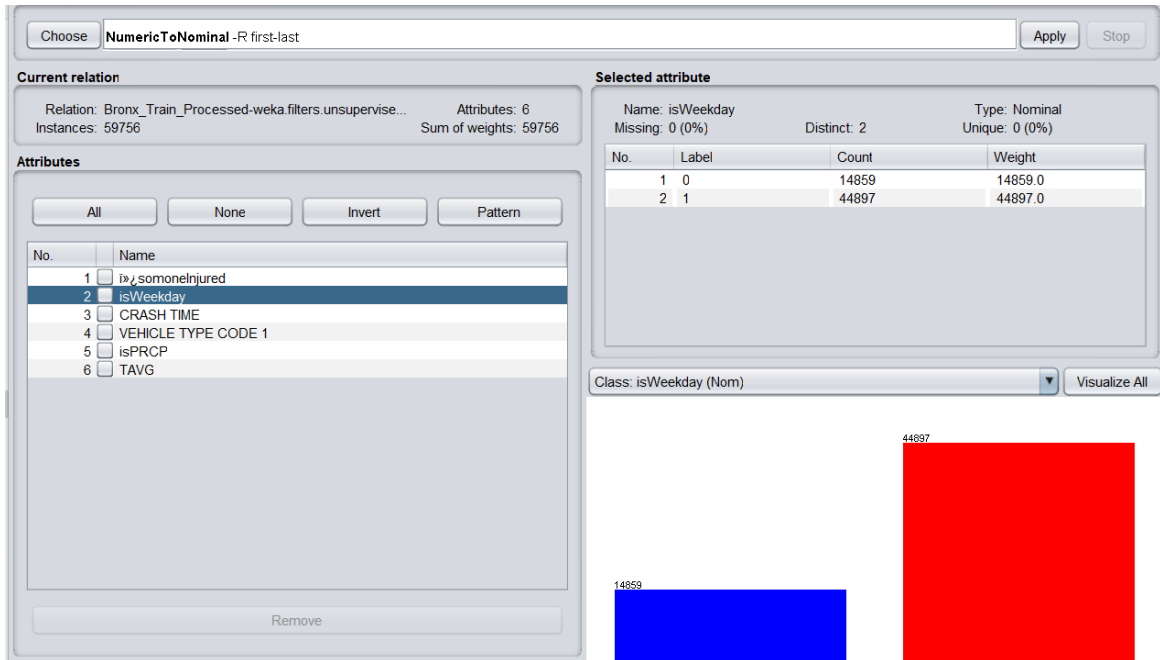 Choose NumericToNominal -R first-last Apply Stop
Current relation
Relation: Bronx_Train_Processed-weka.filters.unsupervise... Attributes: 6
Instances: 59756 Sum of weights: 59756
Attributes
All None Invert Pattern
No. Name
1 ï»¿somoneInjured
2 isWeekday
3 CRASH TIME
4 VEHICLE TYPE CODE 1
5 isPRCP
6 TAVG
Remove
Selected attribute
Name: isWeekday Type: Nominal
Missing: 0 (0%) Distinct: 2 Unique: 0 (0%)
No. Label Count Weight
1 0 14859 14859.0
2 1 44897 44897.0
Class: isWeekday (Nom) Visualize All
44897
14859